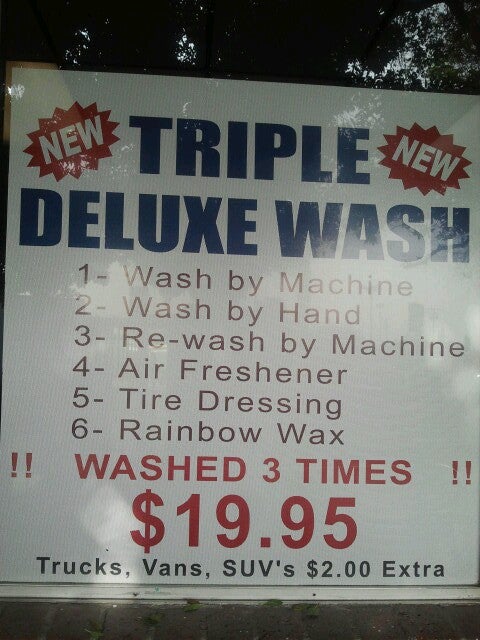 NEW TRIPLE NEW
DELUXE WASH
1- Wash by Machine
2- Wash by Hand
3- Re-wash by Machine
4- Air Freshener
5- Tire Dressing
6- Rainbow Wax
!! WASHED 3 TIMES !!
$19.95
Trucks, Vans, SUV's $2.00 Extra